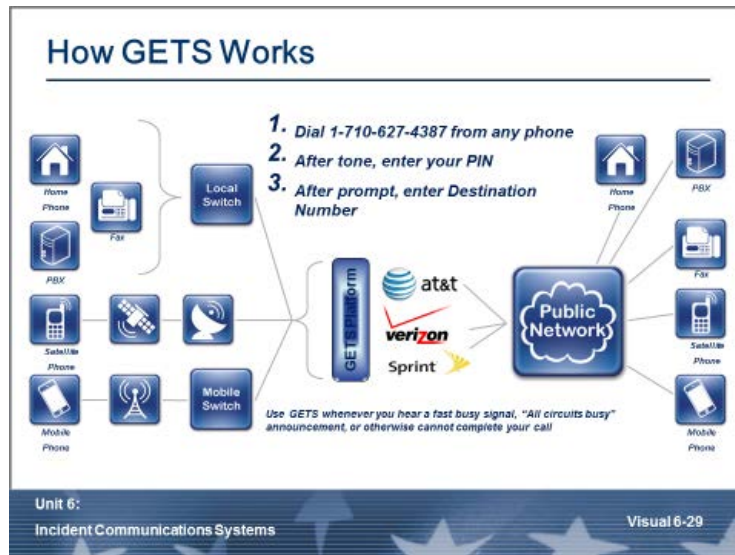 How GETS Works
1. Dial 1-710-627-4387 from any phone
2. After tone, enter your PIN
3. After prompt, enter Destination
Number
Home
Phone
Fax
PBX
Local
Switch
Satellite
Phone
Mobile
Phone
Mobile
Switch
GETS Platform
at&t
verizon
Sprint
Public
Network
Home
Phone
PBX
Fax
Satellite
Phone
Mobile
Phone
Use GETS whenever you hear a fast busy signal, “All circuits busy”
announcement, or otherwise cannot complete your call
Unit 6:
Incident Communications Systems
Visual 6-29